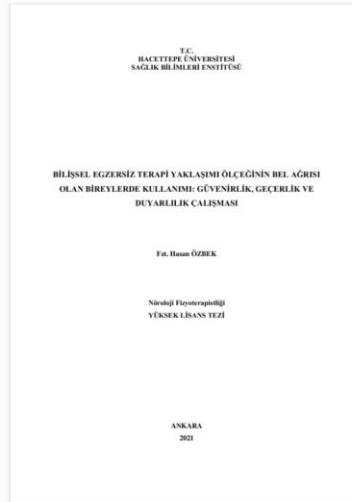 T.C.
HACETTEPE ÜNİVERSİTESİ
SAĞLIK BİLİMLERİ ENSTİTÜSÜ
BİLİŞSEL EGZERSİZ TERAPİ YAKLAŞIMI ÖLÇEĞİNİN BEL AĞRISI
OLAN BİREYLERDE KULLANIMI: GÜVENİRLİK, GEÇERLİK VE
DUYARLILIK ÇALIŞMASI
Fzt. Hasan ÖZBEK
Nöroloji Fizyoterapistliği
YÜKSEK LİSANS TEZİ
ANKARA
2021